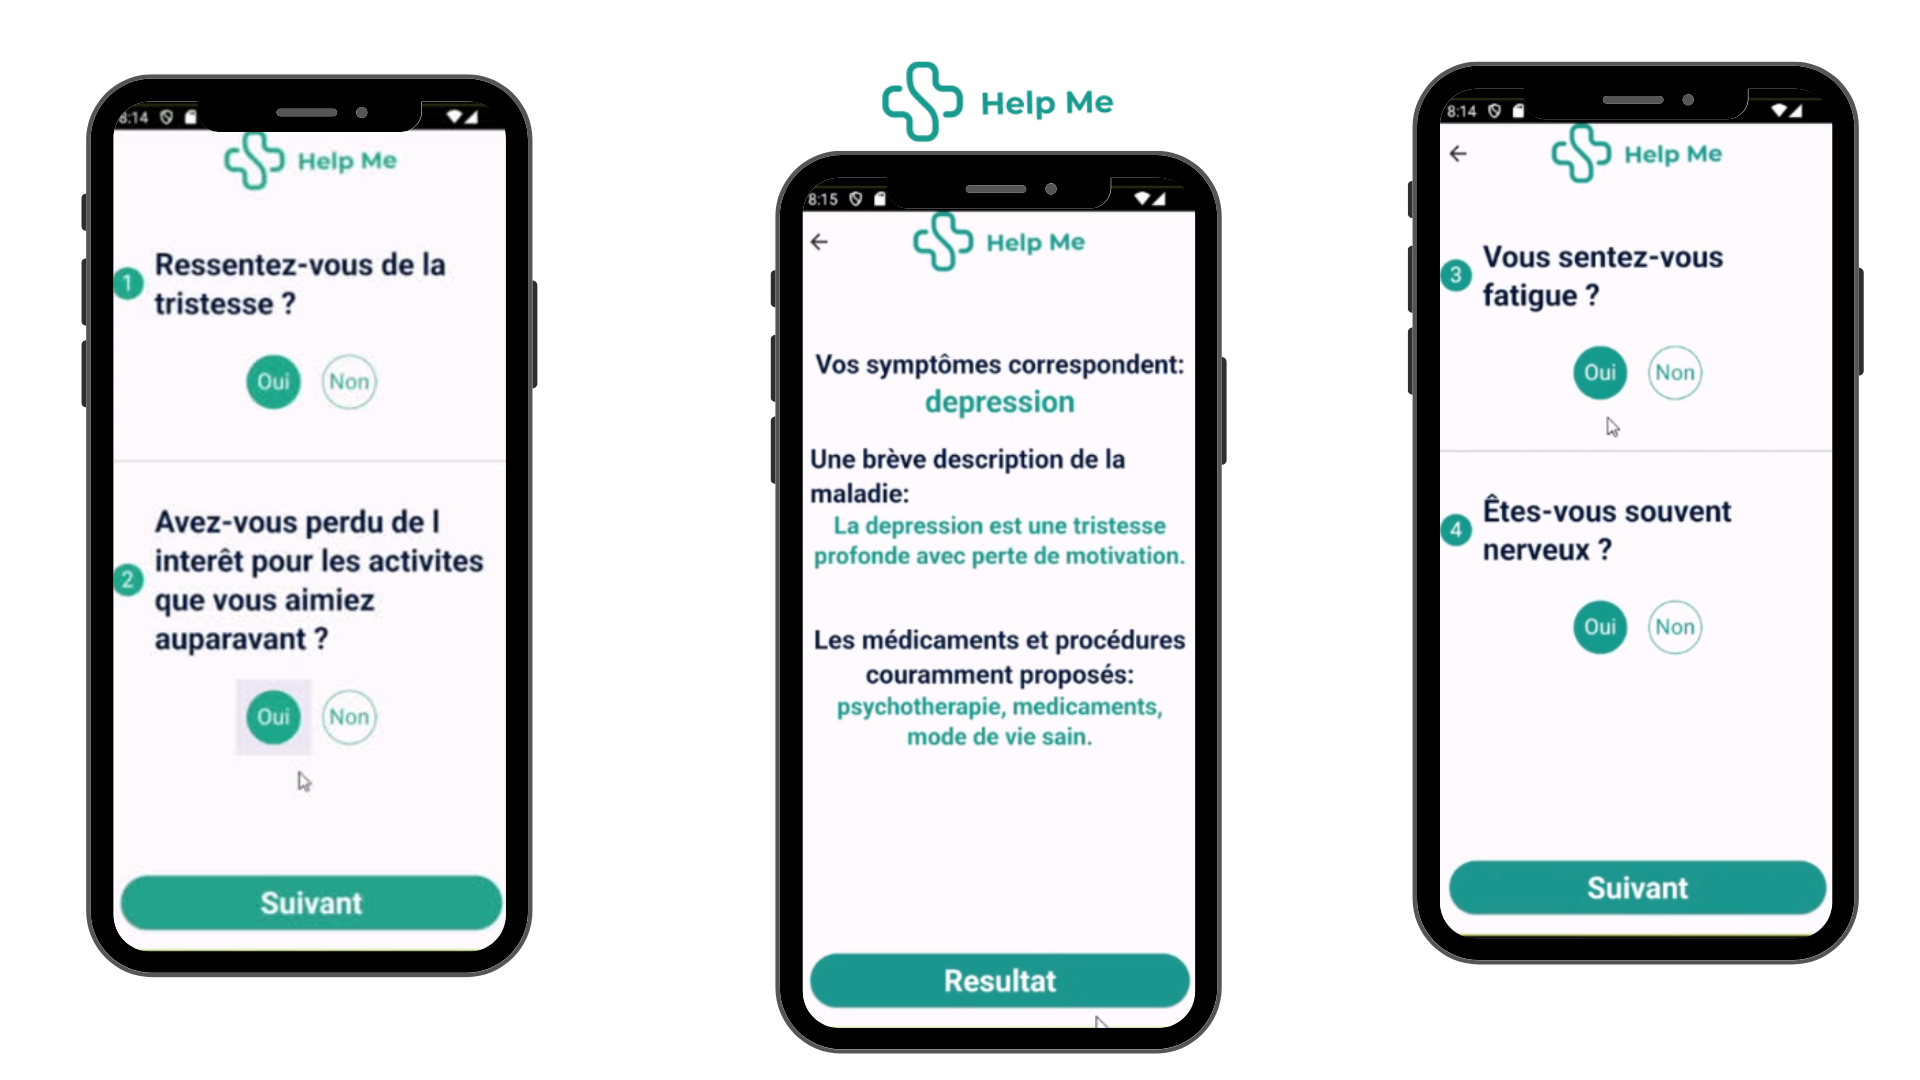 8:14
Help Me
1
Ressentez-vous de la
tristesse ?
Oui
Non
2
Avez-vous perdu de l
interêt pour les activites
que vous aimiez
auparavant ?
Oui
Non
Suivant
Help Me
8:15
Help Me
Vos symptômes correspondent:
depression
Une brève description de la
maladie:
La depression est une tristesse
profonde avec perte de motivation.
Les médicaments et procédures
couramment proposés:
psychotherapie, medicaments,
mode de vie sain.
Resultat
8:14
Help Me
3
Vous sentez-vous
fatigue ?
Oui
Non
4
Êtes-vous souvent
nerveux ?
Oui
Non
Suivant